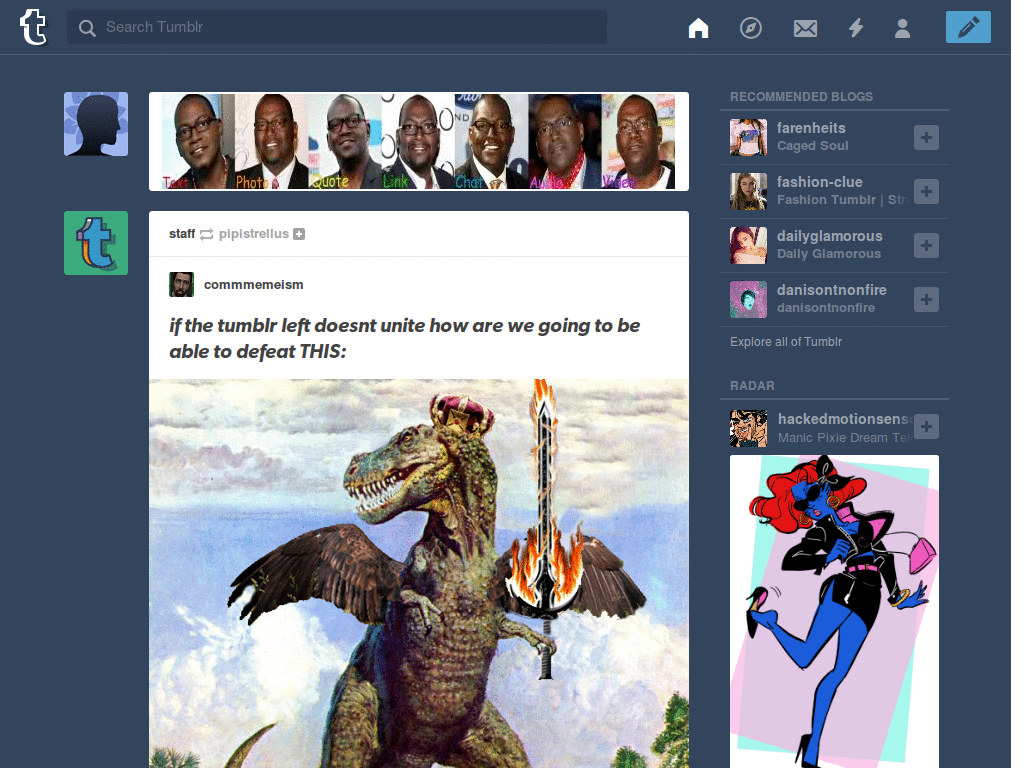 t
Search Tumblr
Text
Photo
Quote
Link
Chat
Audio
Video
staff pipistrellus
commmemeism
if the tumblr left doesnt unite how are we going to be
able to defeat THIS:
RECOMMENDED BLOGS
farenheits
Caged Soul
fashion-clue
Fashion Tumblr | Str
dailyglamorous
Daily Glamorous
danisontnonfire
danisontnonfire
Explore all of Tumblr
RADAR
hackedmotionsens
Manic Pixie Dream Te